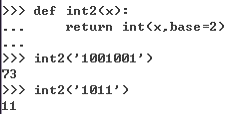 >>> def int2(x):
...     return int(x,base=2)
...
>>> int2('1001001')
73
>>> int2('1011')
11